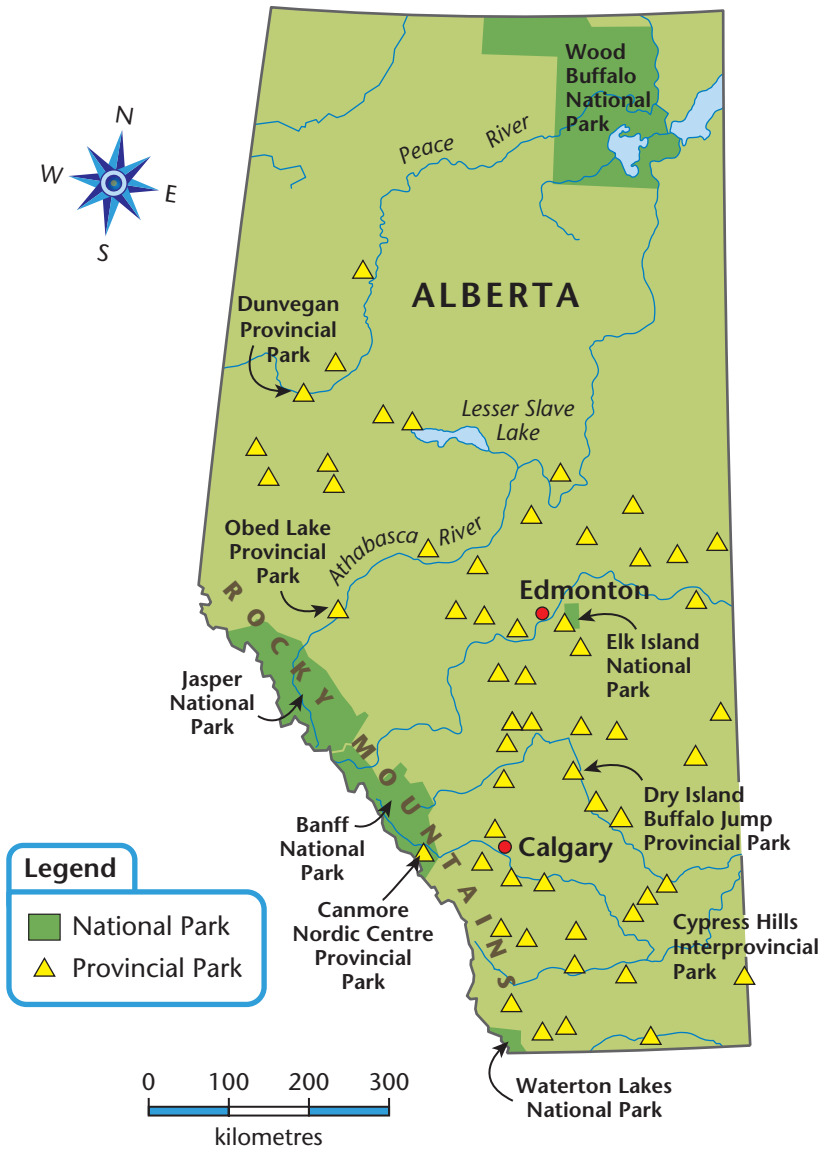 Wood
Buffalo
National
Park
N
W
E
S
Peace River
ALBERTA
Dunvegan
Provincial
Park
Lesser Slave
Lake
Obed Lake
Provincial
Park
Athabasca River
Edmonton
ROCKY MOUNTAINS
Elk Island
National
Park
Jasper
National
Park
Dry Island
Buffalo Jump
Provincial Park
Banff
National
Park
Calgary
Canmore
Nordic Centre
Provincial
Park
Cypress Hills
Interprovincial
Park
Legend
National Park
Provincial Park
Waterton Lakes
National Park
0 100 200 300
kilometres